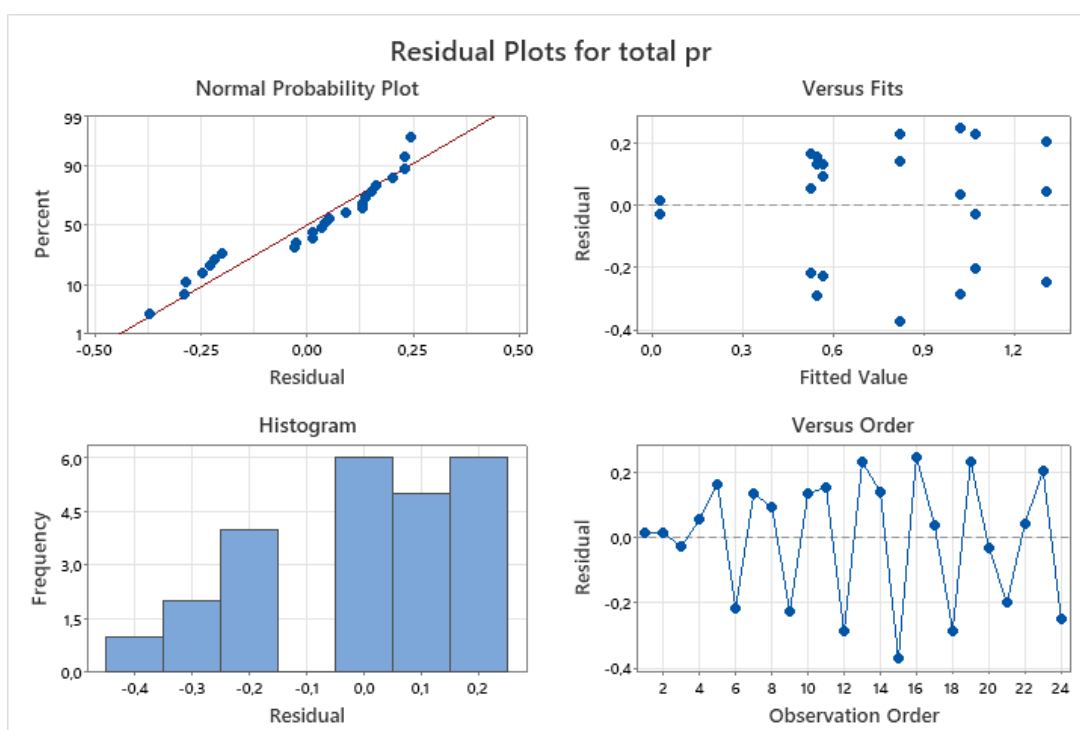 Residual Plots for total pr
Normal Probability Plot
99
90
50
10
1
Percent
-0,50 -0,25 0,00 0,25 0,50
Residual
Versus Fits
0,2
0,0
-0,2
-0,4
Residual
0,0 0,3 0,6 0,9 1,2
Fitted Value
Histogram
6,0
4,5
3,0
1,5
0,0
Frequency
-0,4 -0,3 -0,2 -0,1 0,0 0,1 0,2
Residual
Versus Order
0,2
0,0
-0,2
-0,4
Residual
2 4 6 8 10 12 14 16 18 20 22 24
Observation Order